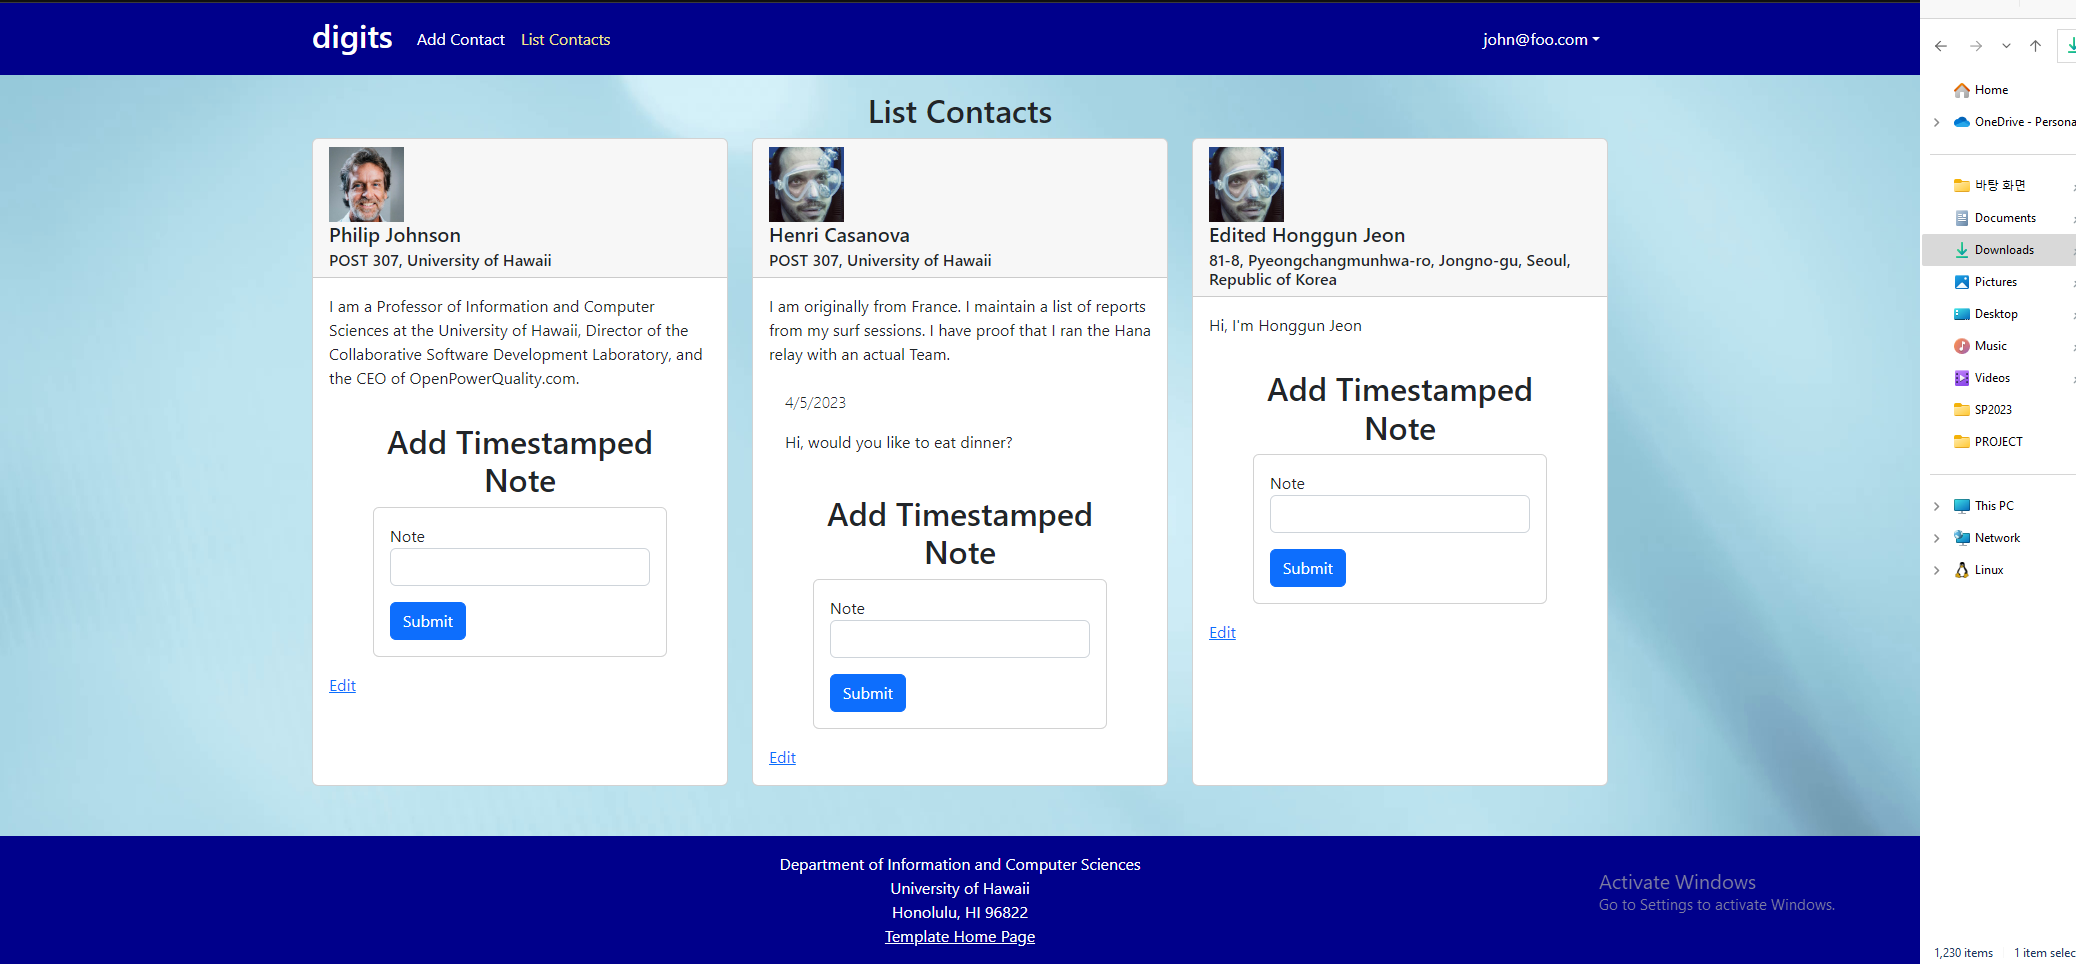 digits
Add Contact
List Contacts
john@foo.com
List Contacts
Philip Johnson
POST 307, University of Hawaii
I am a Professor of Information and Computer
Sciences at the University of Hawaii, Director of the
Collaborative Software Development Laboratory, and
the CEO of OpenPowerQuality.com.
Add Timestamped
Note
Note
Submit
Edit
Henri Casanova
POST 307, University of Hawaii
I am originally from France. I maintain a list of reports
from my surf sessions. I have proof that I ran the Hana
relay with an actual Team.
4/5/2023
Hi, would you like to eat dinner?
Add Timestamped
Note
Note
Submit
Edit
Edited Honggun Jeon
81-8, Pyeongchangmunhwa-ro, Jongno-gu, Seoul,
Republic of Korea
Hi, I'm Honggun Jeon
Add Timestamped
Note
Note
Submit
Edit
Department of Information and Computer Sciences
University of Hawaii
Honolulu, HI 96822
Template Home Page
Activate Windows
Go to Settings to activate Windows.
Home
OneDrive - Persona
바탕 화면
Documents
Downloads
Pictures
Desktop
Music
Videos
SP2023
PROJECT
This PC
Network
Linux
1,230 items
1 item selec